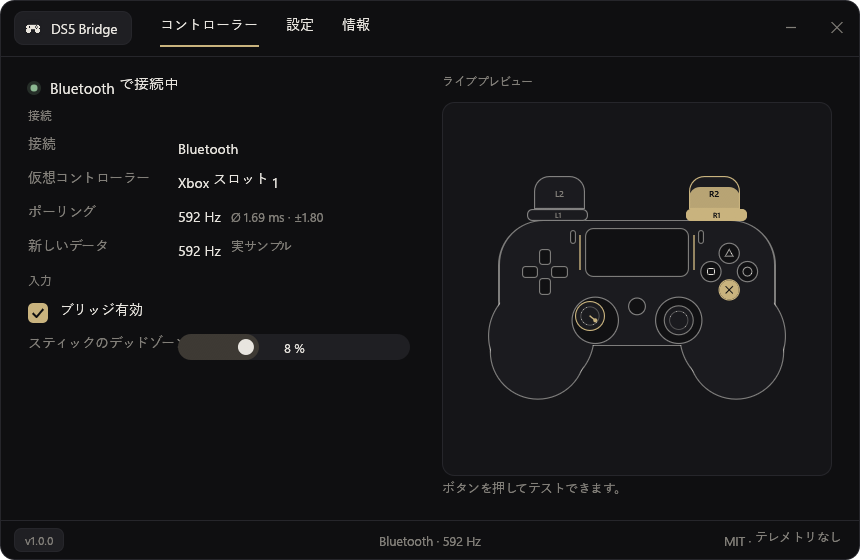 DS5 Bridge
コントローラー
設定
情報
Bluetooth で接続中
接続
接続 Bluetooth
仮想コントローラー Xbox スロット 1
ポーリング 592 Hz Ø 1.69 ms · ±1.80
新しいデータ 592 Hz 実サンプル
入力
ブリッジ有効
スティックのデッドゾーン 8 %
ライブプレビュー
L2
R2
L1
R1
ボタンを押してテストできます。
v1.0.0
Bluetooth · 592 Hz
MIT · テレメトリなし